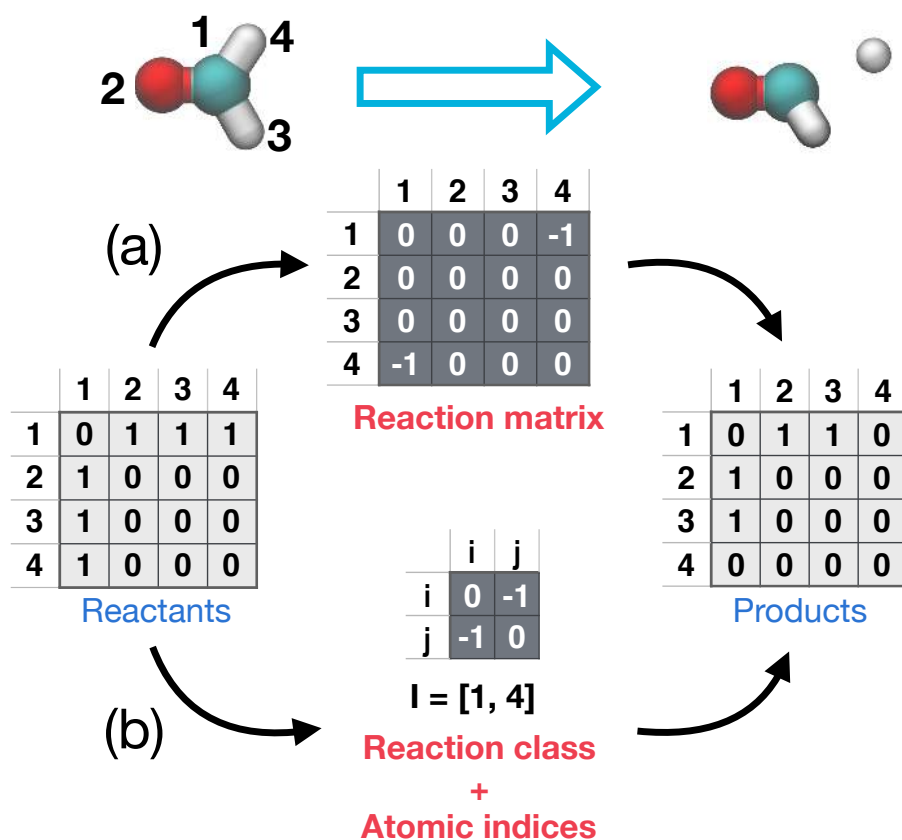 1 4
2
3
1 2 3 4
1 0 0 0 -1
2 0 0 0 0
3 0 0 0 0
4 -1 0 0 0
Reaction matrix
(a)
1 2 3 4
1 0 1 1 1
2 1 0 0 0
3 1 0 0 0
4 1 0 0 0
Reactants
1 2 3 4
1 0 1 1 0
2 1 0 0 0
3 1 0 0 0
4 0 0 0 0
Products
i j
i 0 -1
j -1 0
I = [1, 4]
(b)
Reaction class
+
Atomic indices